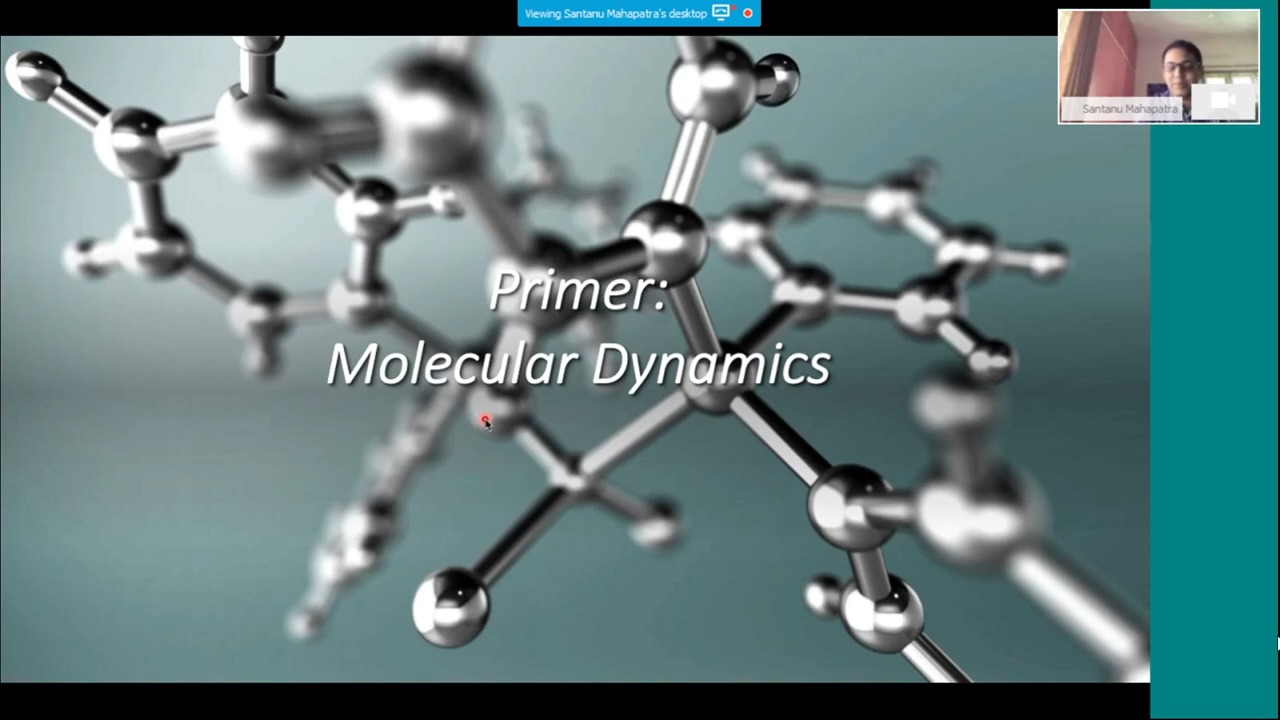 Viewing Santanu Mahapatra's desktop
Santanu Mahapatra
Primer:
Molecular Dynamics